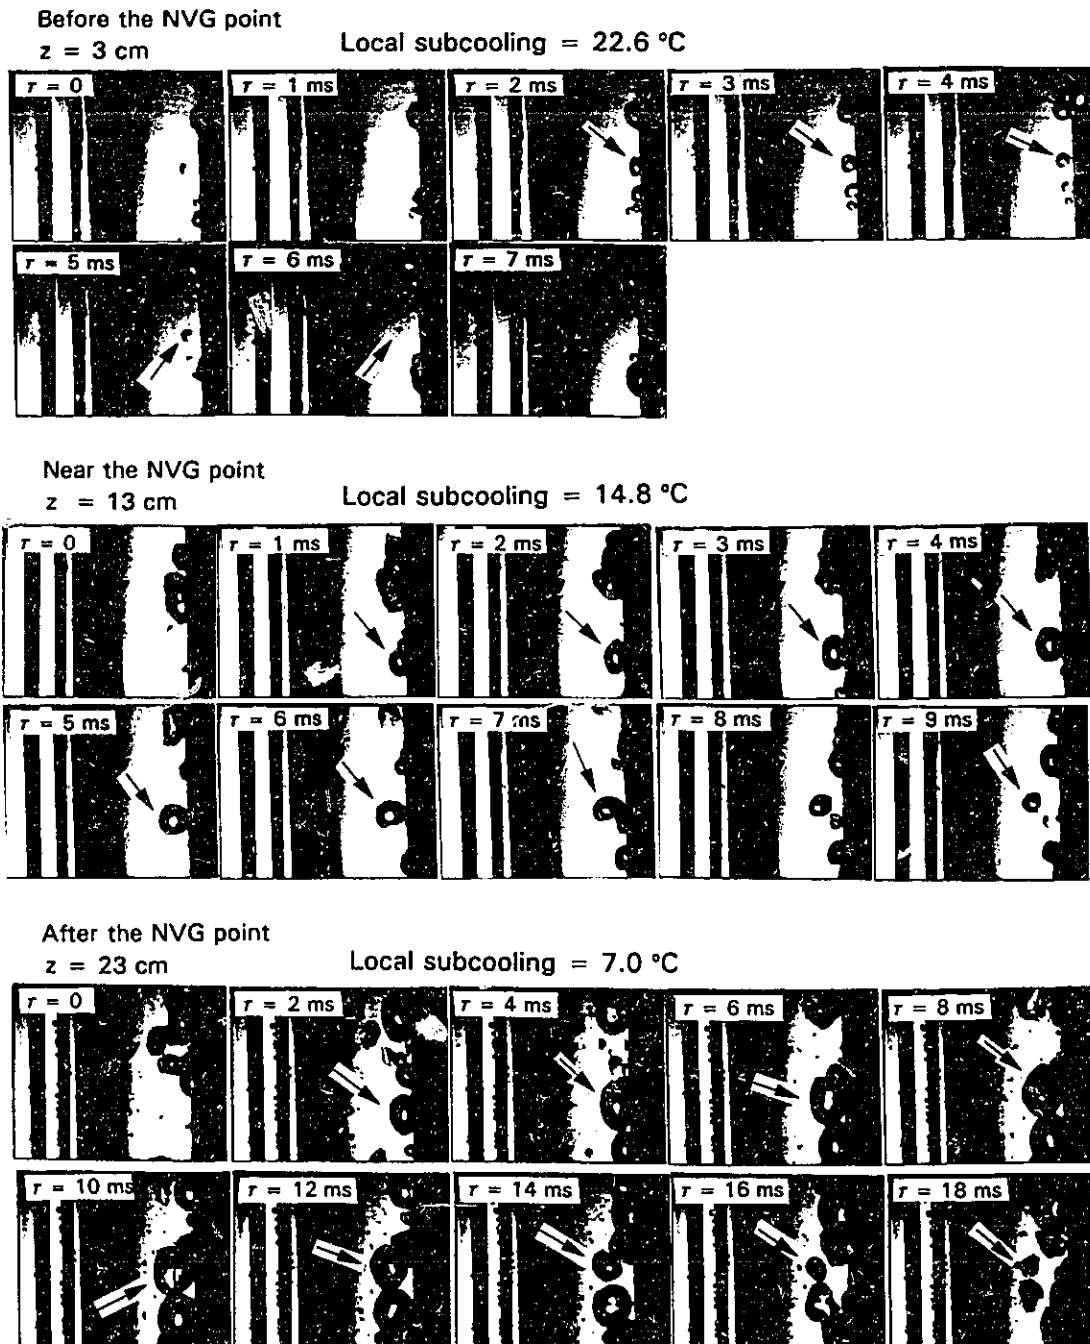 Before the NVG point
z = 3 cm
Local subcooling = 22.6 °C
τ = 0
τ = 1 ms
τ = 2 ms
τ = 3 ms
τ = 4 ms
τ = 5 ms
τ = 6 ms
τ = 7 ms
Near the NVG point
z = 13 cm
Local subcooling = 14.8 °C
τ = 0
τ = 1 ms
τ = 2 ms
τ = 3 ms
τ = 4 ms
τ = 5 ms
τ = 6 ms
τ = 7 ms
τ = 8 ms
τ = 9 ms
After the NVG point
z = 23 cm
Local subcooling = 7.0 °C
τ = 0
τ = 2 ms
τ = 4 ms
τ = 6 ms
τ = 8 ms
τ = 10 ms
τ = 12 ms
τ = 14 ms
τ = 16 ms
τ = 18 ms